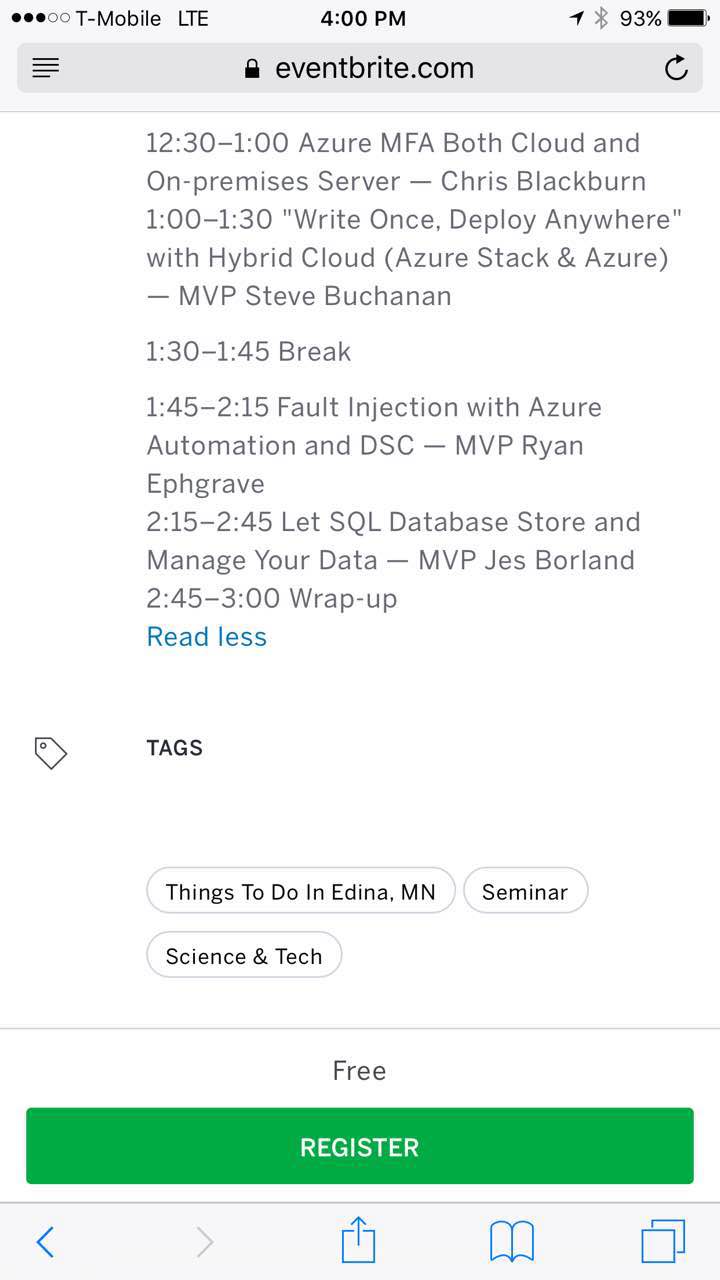 T-Mobile LTE 4:00 PM 93%
eventbrite.com
12:30–1:00 Azure MFA Both Cloud and
On-premises Server — Chris Blackburn
1:00–1:30 "Write Once, Deploy Anywhere"
with Hybrid Cloud (Azure Stack & Azure)
— MVP Steve Buchanan
1:30–1:45 Break
1:45–2:15 Fault Injection with Azure
Automation and DSC — MVP Ryan
Ephgrave
2:15–2:45 Let SQL Database Store and
Manage Your Data — MVP Jes Borland
2:45–3:00 Wrap-up
Read less
TAGS
Things To Do In Edina, MN Seminar
Science & Tech
Free
REGISTER